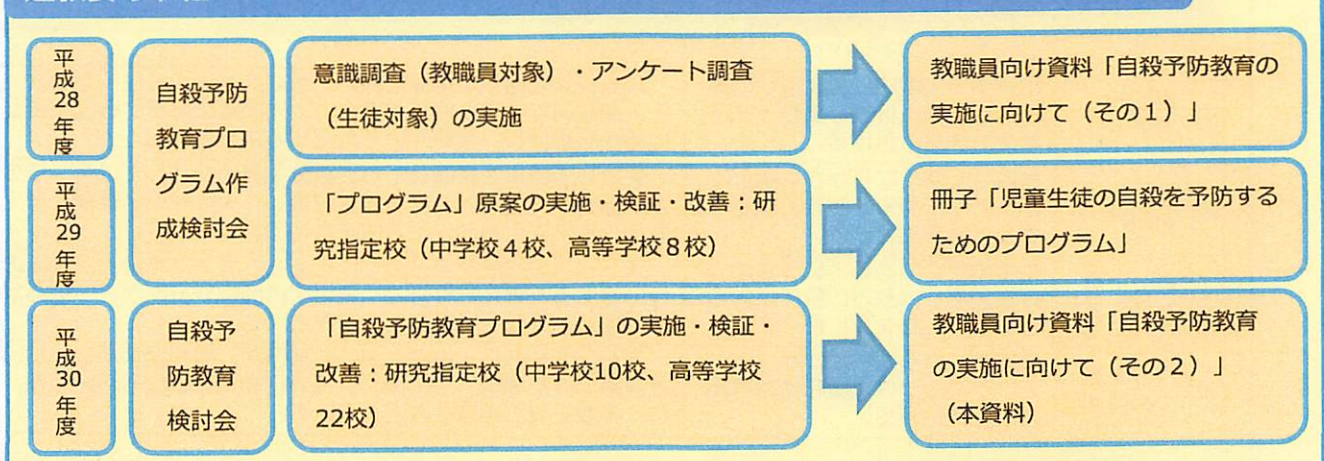 平成28年度
自殺予防
教育プロ
グラム作
成検討会
意識調査（教職員対象）・アンケート調査
（生徒対象）の実施
教職員向け資料「自殺予防教育の
実施に向けて（その１）」
平成29年度
「プログラム」原案の実施・検証・改善：研
究指定校（中学校４校、高等学校８校）
冊子「児童生徒の自殺を予防する
ためのプログラム」
平成30年度
自殺予
防教育
検討会
「自殺予防教育プログラム」の実施・検証・
改善：研究指定校（中学校10校、高等学校
22校）
教職員向け資料「自殺予防教育
の実施に向けて（その２）」
（本資料）